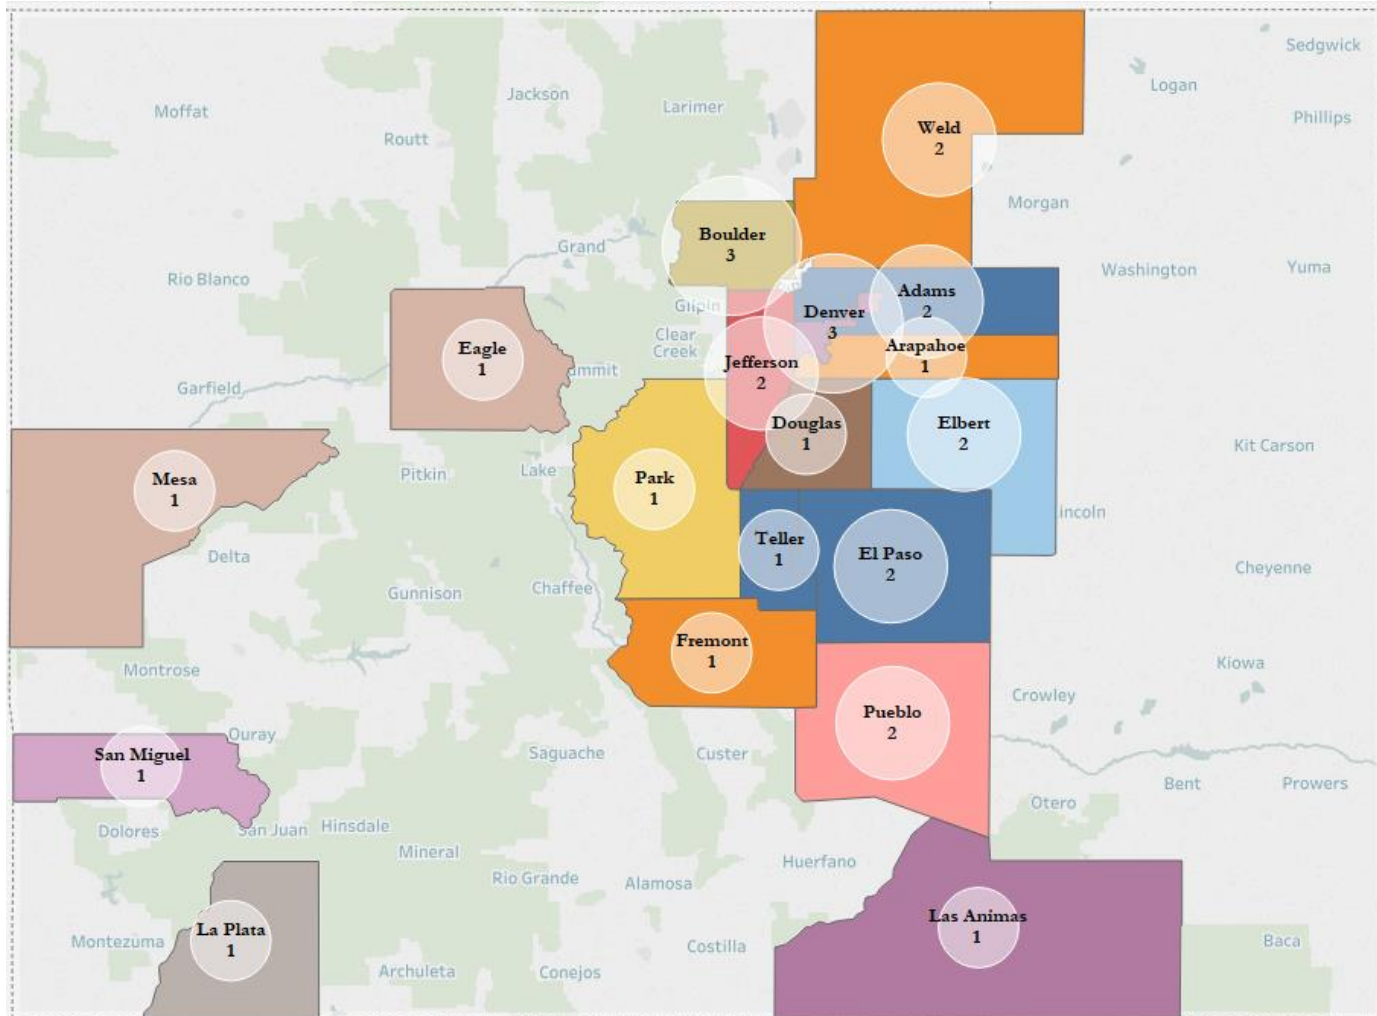 Sedgwick
Logan
Jackson
Larimer
Moffat
Phillips
Weld
2
Routt
Morgan
Boulder
3
Grand
Washington
Yuma
Rio Blanco
Adams
2
Gilpin
Denver
3
Clear
Creek
Arapahoe
1
Eagle
1
Jefferson
2
ummit
Garfield
Douglas
1
Elbert
2
Kit Carson
Pitkin
Lake
Mesa
1
Park
1
incoln
Teller
1
El Paso
2
Delta
Cheyenne
Gunnison
Chaffee
Fremont
1
Montrose
Kiowa
Crowley
Pueblo
2
Ouray
San Miguel
1
Saguache
Custer
Bent
Prowers
Otero
Dolores
San Juan
Hinsdale
Mineral
Huerfano
Rio Grande
Alamosa
La Plata
1
Las Animas
1
Montezuma
Costilla
Baca
Archuleta
Conejos